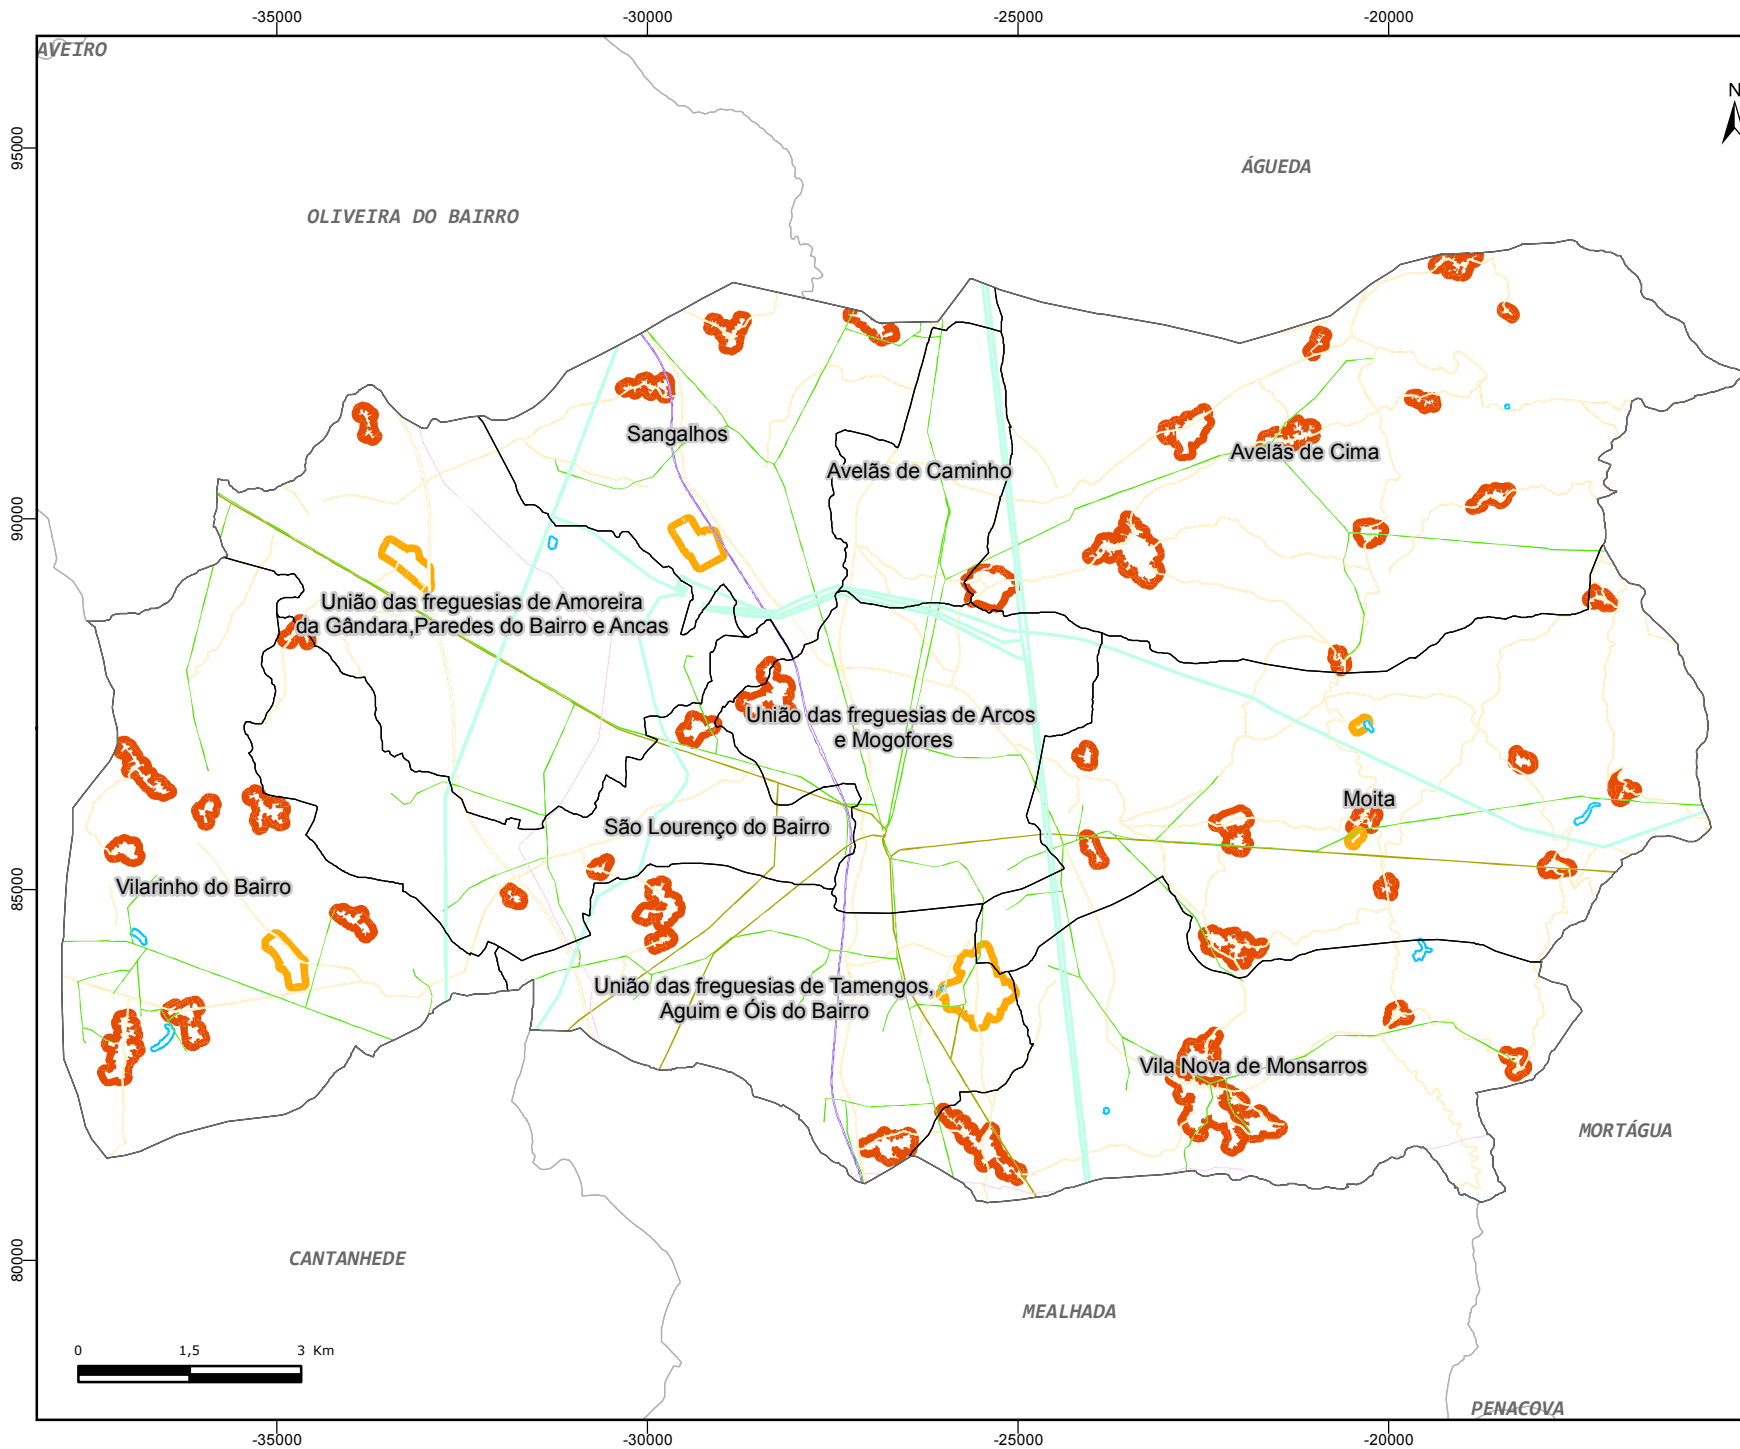 -35000 -30000 -25000 -20000
AVEIRO
N
95000
ÁGUEDA
OLIVEIRA DO BAIRRO
Sangalhos
Avelãs de Cima
Avelãs de Caminho
90000
União das freguesias de Amoreira
da Gândara,Paredes do Bairro e Ancas
União das freguesias de Arcos
e Mogofores
Moita
São Lourenço do Bairro
85000
Vilarinho do Bairro
União das freguesias de Tamengos,
Aguim e Óis do Bairro
Vila Nova de Monsarros
MORTÁGUA
80000
CANTANHEDE
MEALHADA
0 1,5 3 Km
PENACOVA
-35000 -30000 -25000 -20000